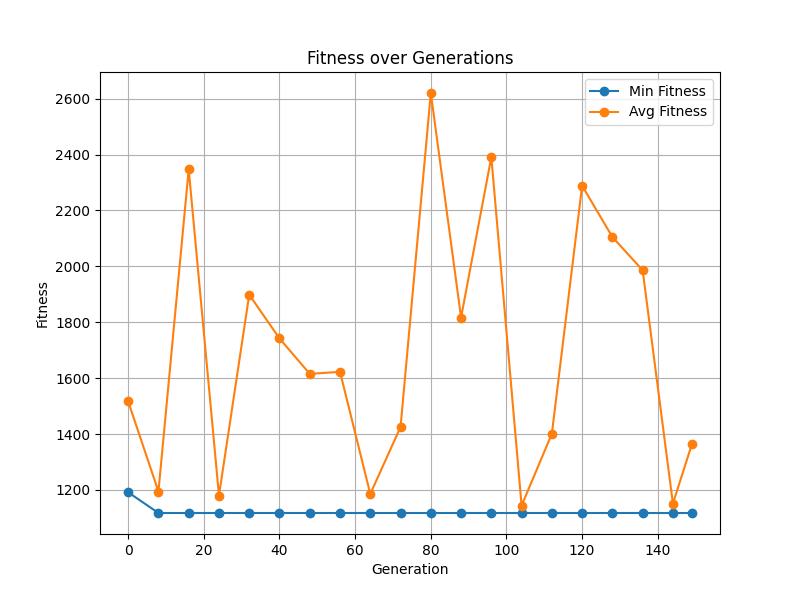 Fitness over Generations
Min Fitness
Avg Fitness
Fitness
2600
2400
2200
2000
1800
1600
1400
1200
0 20 40 60 80 100 120 140
Generation